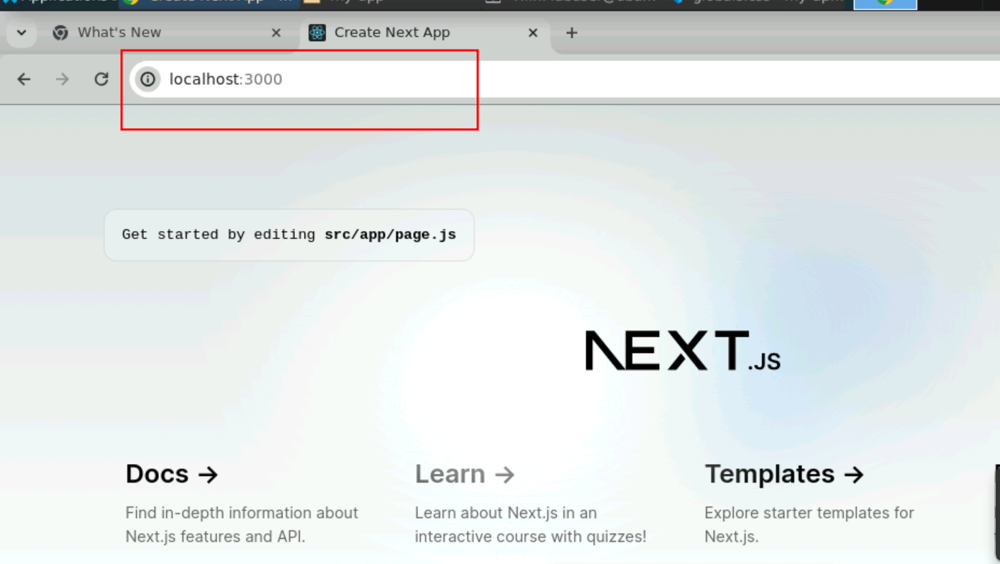 What's New
Create Next App
localhost:3000
Get started by editing src/app/page.js
NEXT.JS
Docs →
Learn →
Templates →
Find in-depth information about
Next.js features and API.
Learn about Next.js in an
interactive course with quizzes!
Explore starter templates for
Next.js.